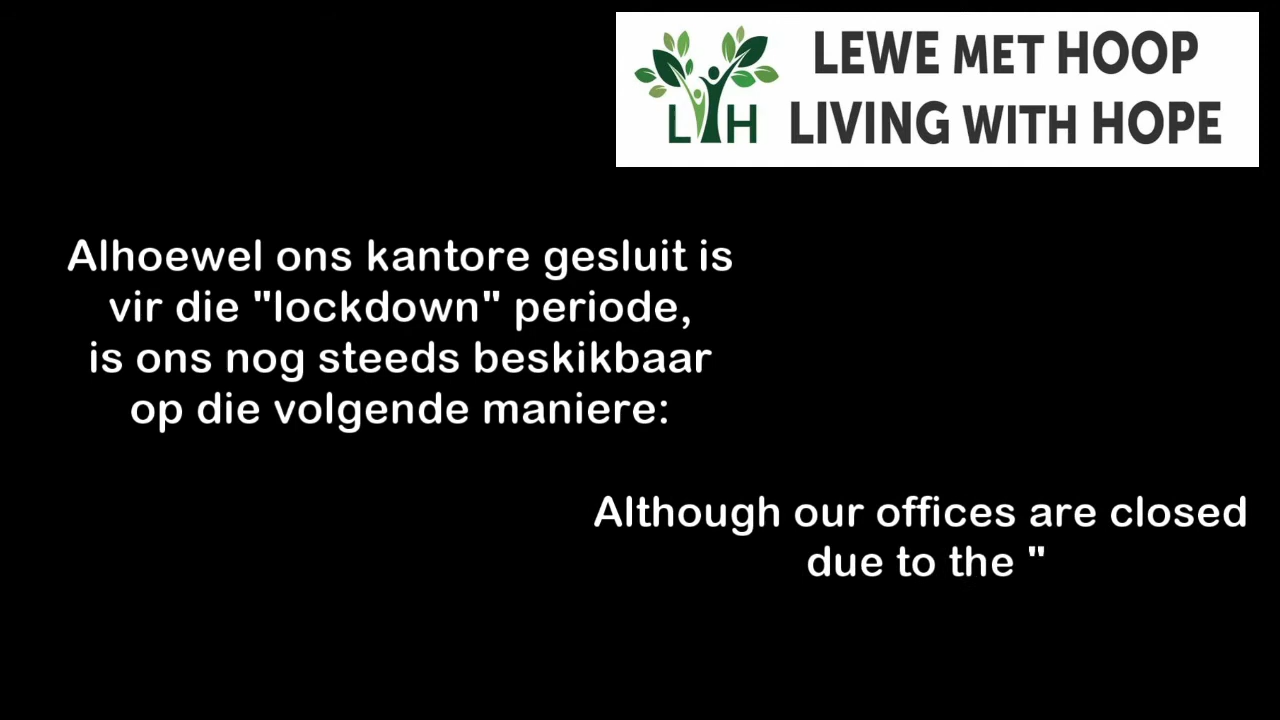 LEWE MET HOOP
L H LIVING WITH HOPE
Alhoewel ons kantore gesluit is
vir die "lockdown" periode,
is ons nog steeds beskikbaar
op die volgende maniere:
Although our offices are closed
due to the "